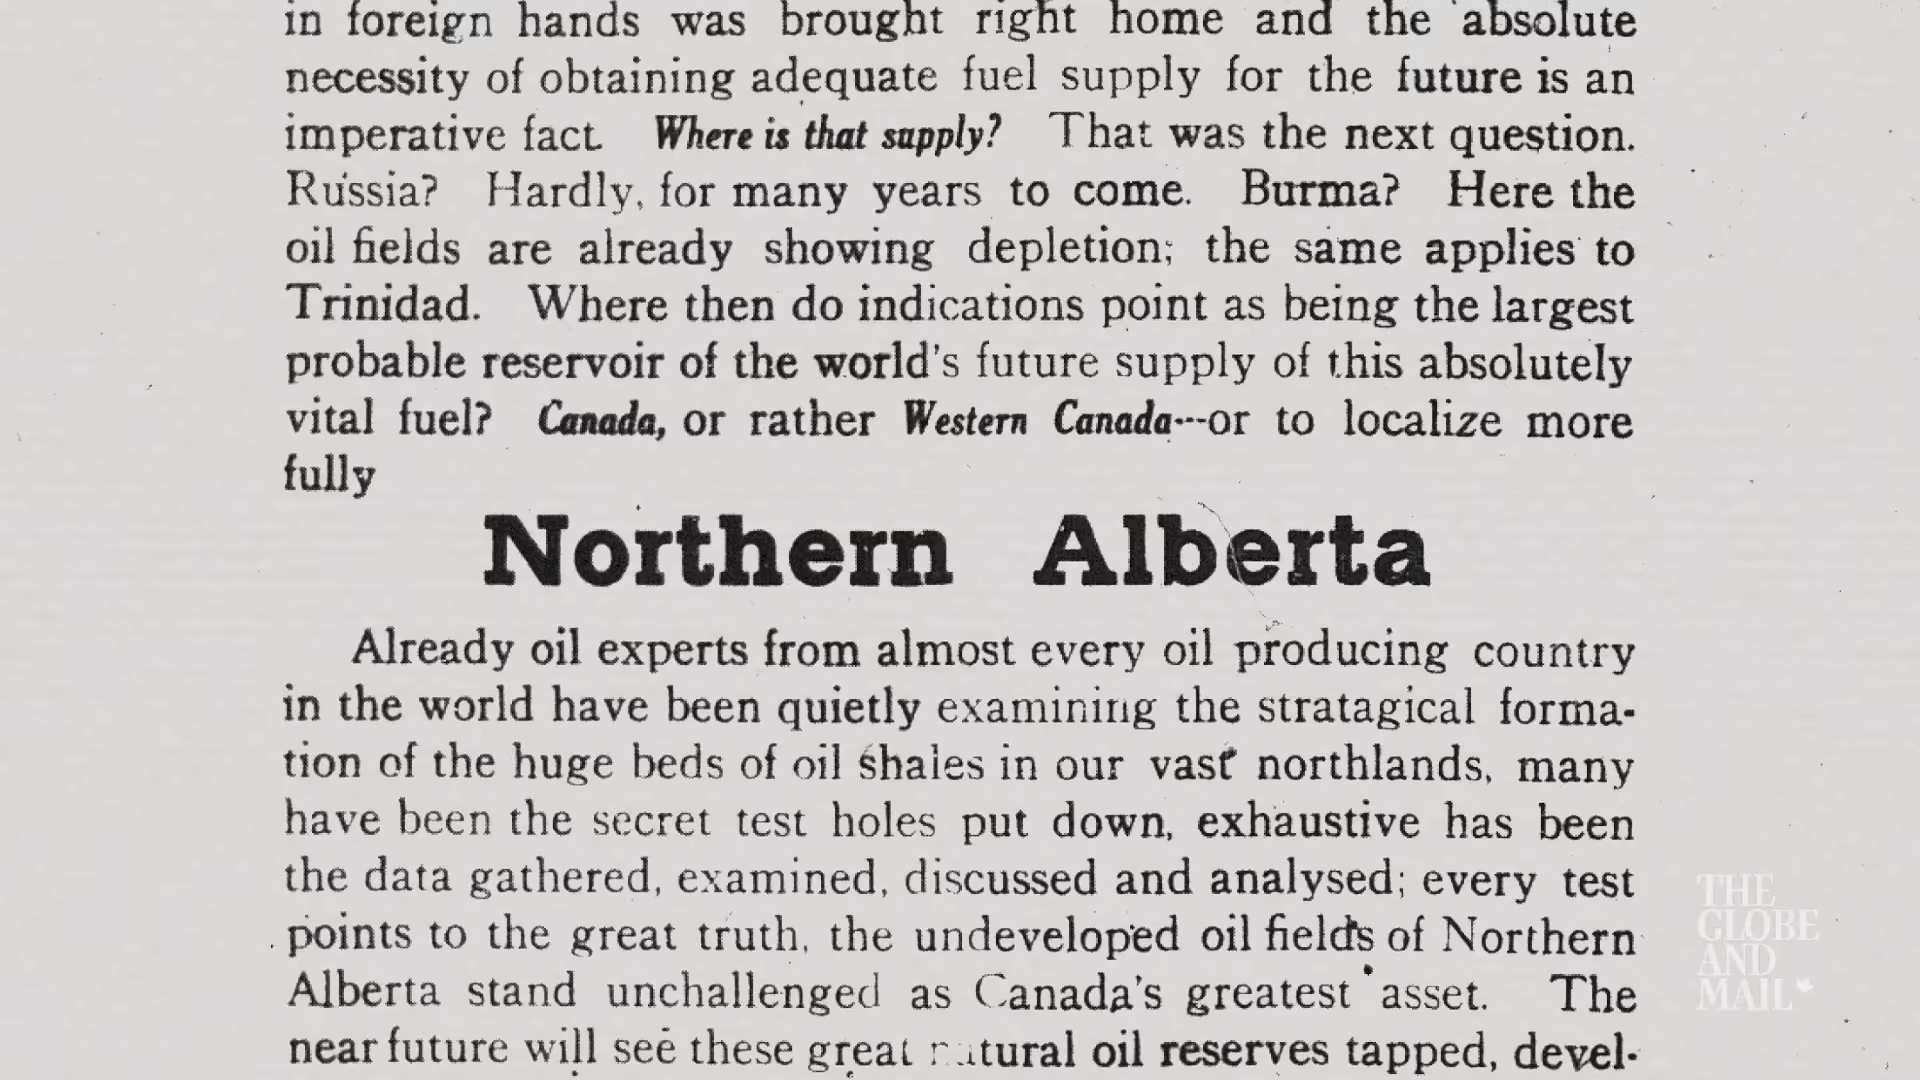 in foreign hands was brought right home and the absolute
necessity of obtaining adequate fuel supply for the future is an
imperative fact. Where is that supply? That was the next question.
Russia? Hardly, for many years to come. Burma? Here the
oil fields are already showing depletion; the same applies to
Trinidad. Where then do indications point as being the largest
probable reservoir of the world's future supply of this absolutely
vital fuel? Canada, or rather Western Canada---or to localize more
fully
Northern Alberta
Already oil experts from almost every oil producing country
in the world have been quietly examining the stratagical forma-
tion of the huge beds of oil shales in our vast northlands, many
have been the secret test holes put down, exhaustive has been
the data gathered, examined, discussed and analysed; every test
points to the great truth, the undeveloped oil fields of Northern
Alberta stand unchallenged as Canada's greatest asset. The
near future will see these great natural oil reserves tapped, devel-
THE
GLOBE
AND
MAIL